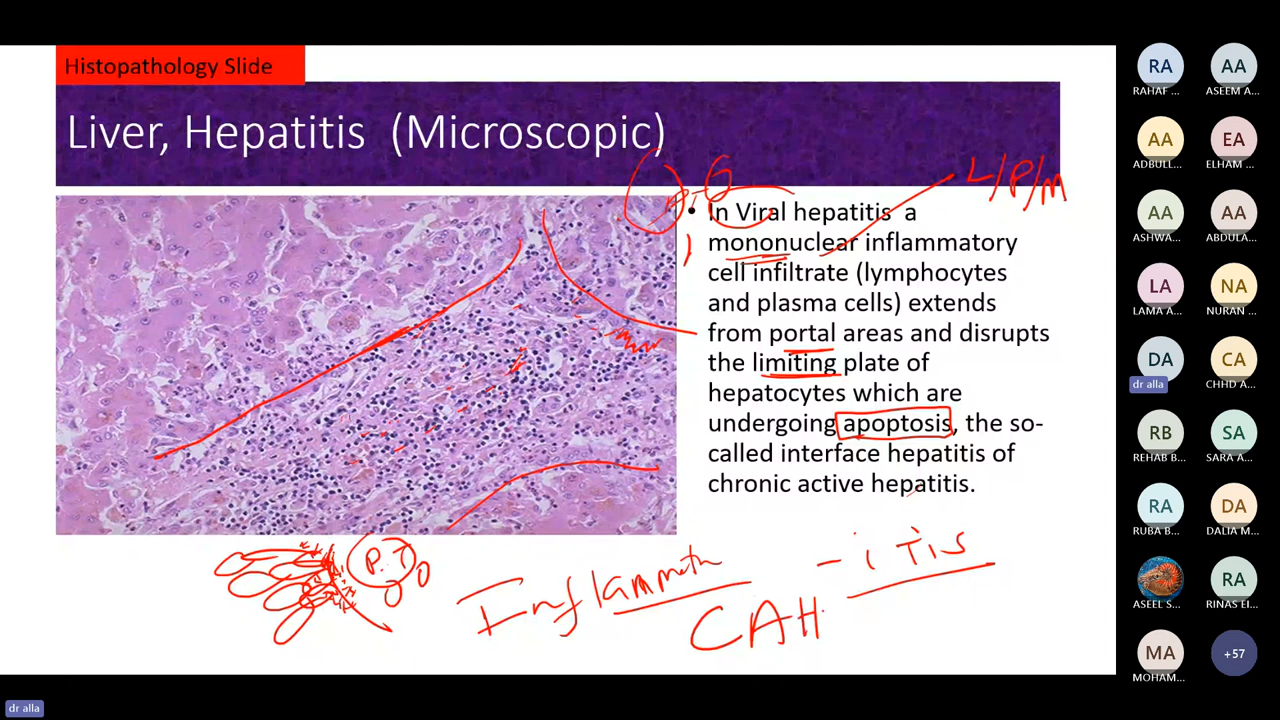 Histopathology Slide
Liver, Hepatitis (Microscopic)
L/P/M
• In Viral hepatitis a
mononuclear inflammatory
cell infiltrate (lymphocytes
and plasma cells) extends
from portal areas and disrupts
the limiting plate of
hepatocytes which are
undergoing apoptosis, the so-
called interface hepatitis of
chronic active hepatitis.
P.T
- itis
CAH
RA
RAHAF ...
AA
ASEEM A...
AA
ADBULL...
EA
ELHAM ...
AA
ASHWA...
AA
ABDULA...
LA
LAMA A...
NA
NURAN ...
DA
dr alla
CA
CHHD A...
RB
REHAB B...
SA
SARA A...
RA
RUBA B...
DA
DALIA M...
ASEEL S...
RA
RINAS EI...
MA
MOHAM...
+57
dr alla